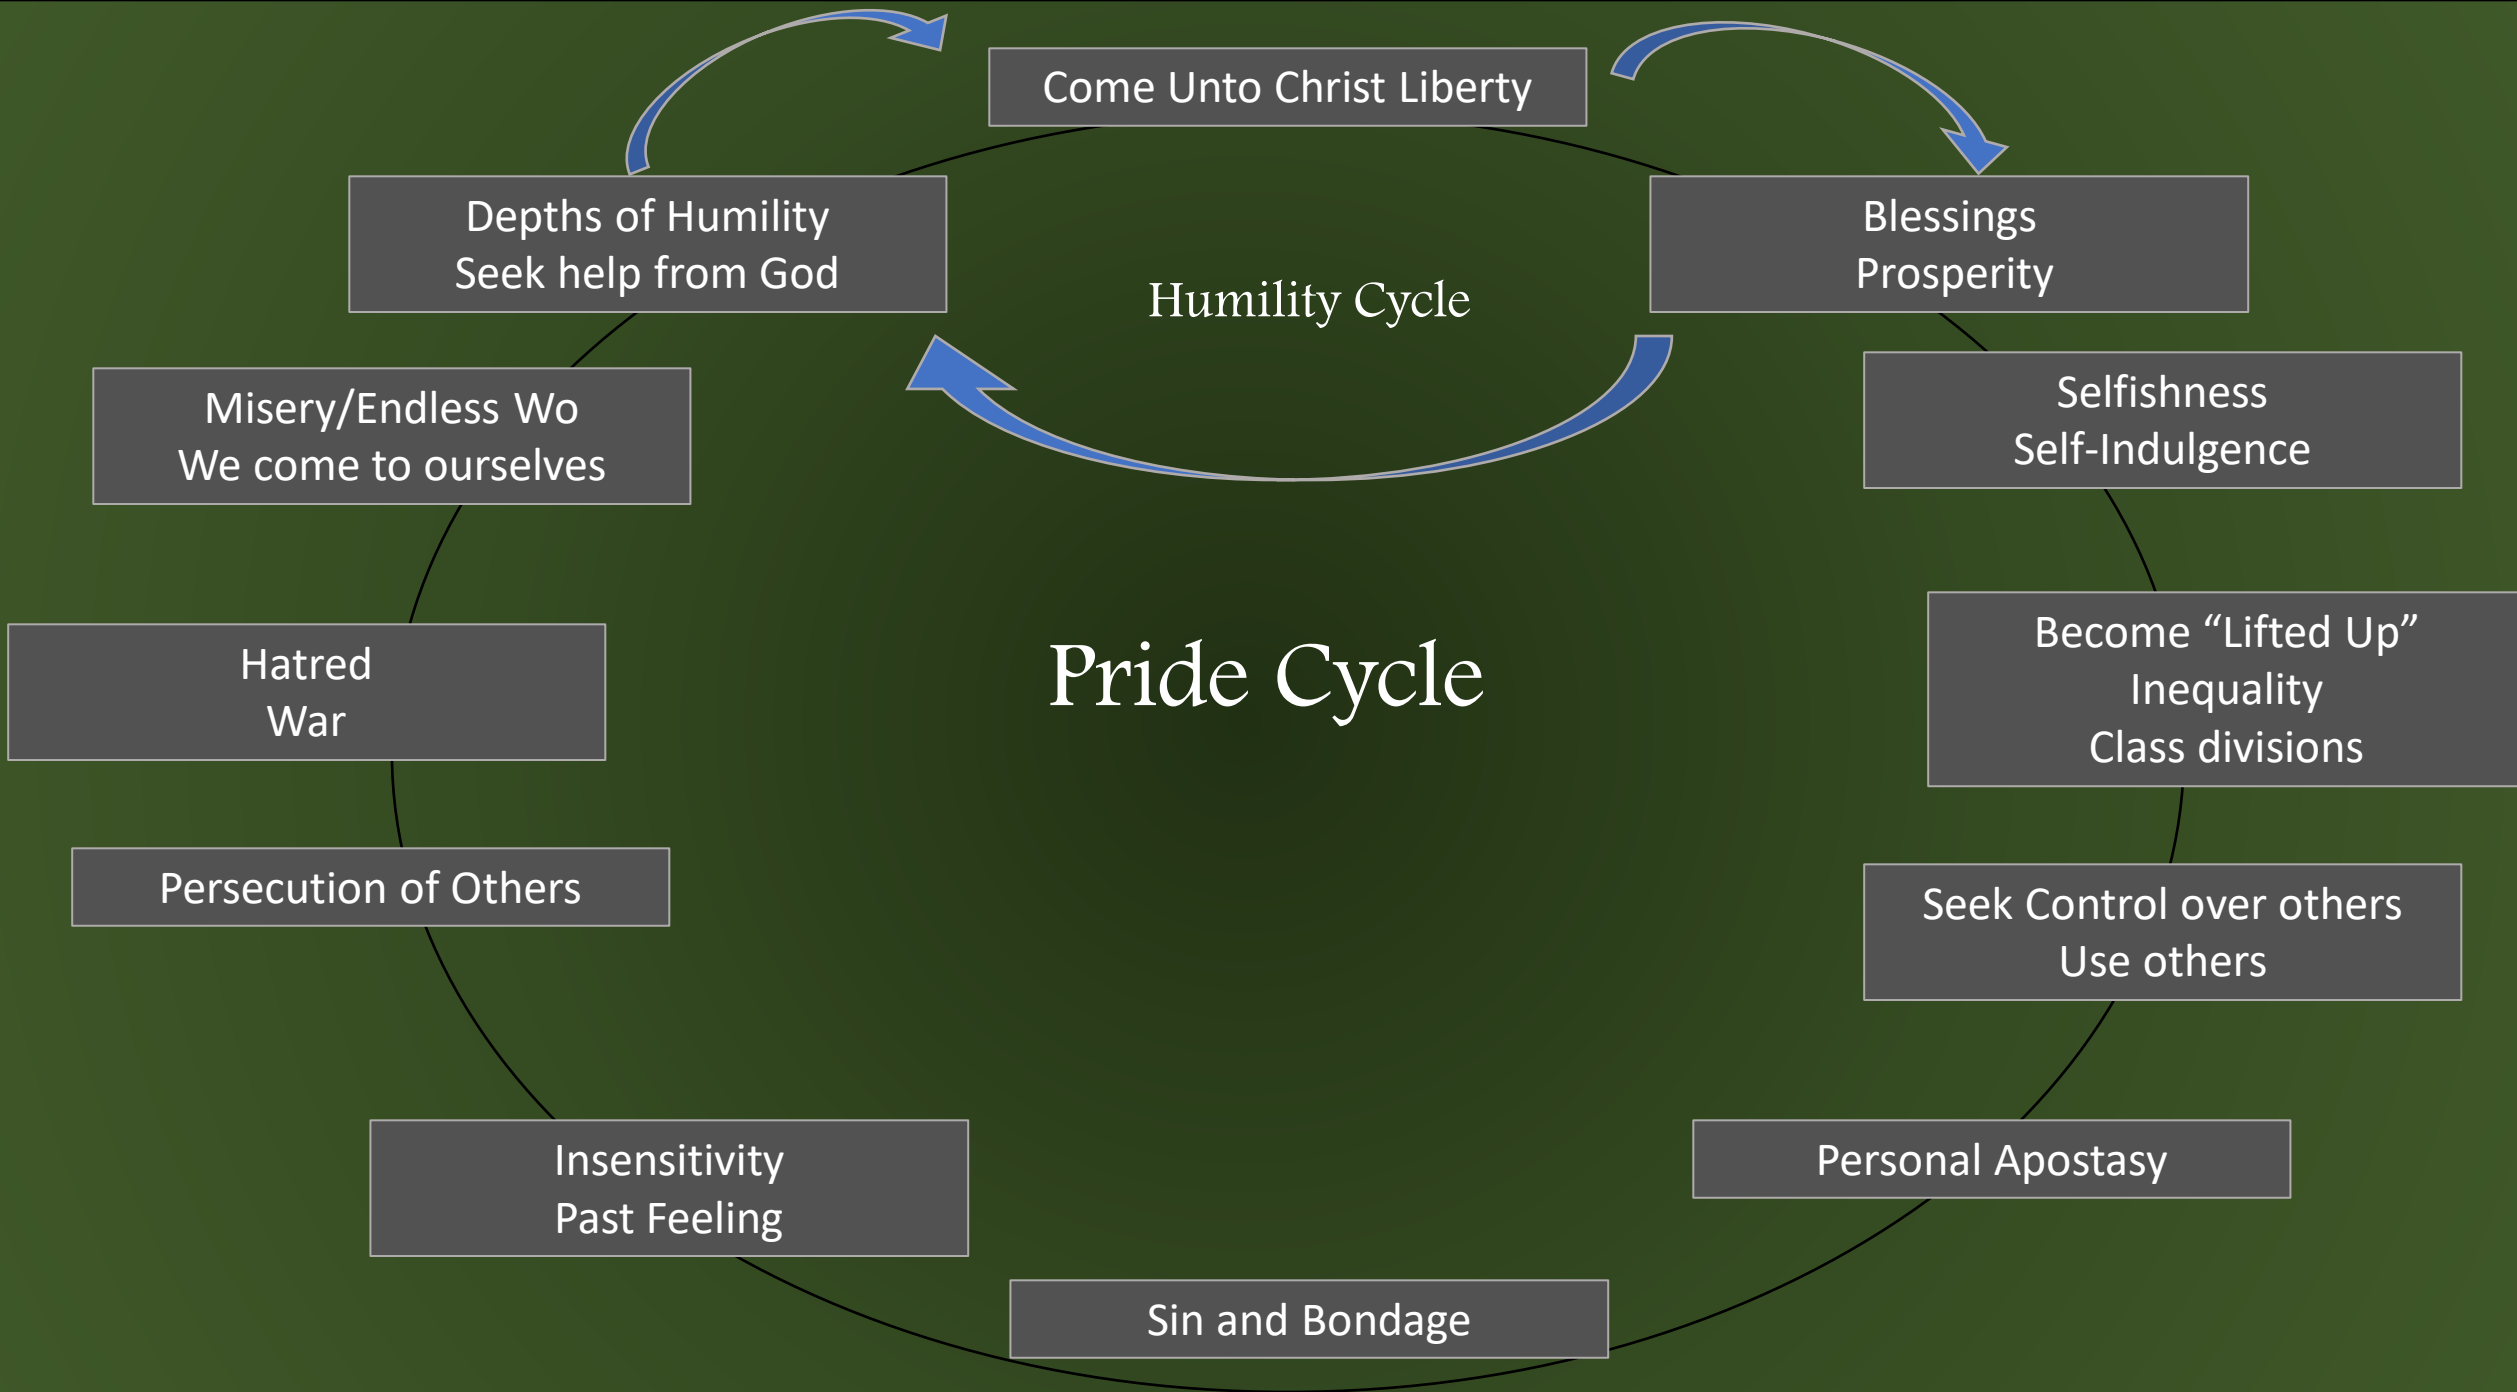 Come Unto Christ Liberty
Depths of Humility
Seek help from God
Blessings
Prosperity
Humility Cycle
Misery/Endless Wo
We come to ourselves
Selfishness
Self-Indulgence
Hatred
War
Pride Cycle
Become “Lifted Up”
Inequality
Class divisions
Persecution of Others
Seek Control over others
Use others
Insensitivity
Past Feeling
Personal Apostasy
Sin and Bondage